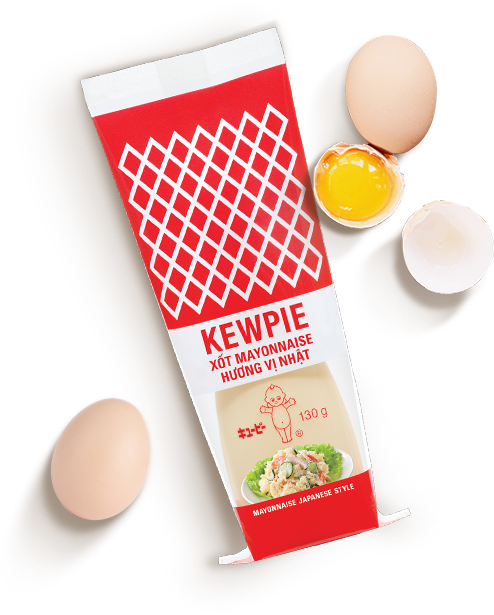 KEWPIE
XỐT MAYONNAISE
HƯƠNG VỊ NHẬT
130 g
キユーピー
®
MAYONNAISE JAPANESE STYLE